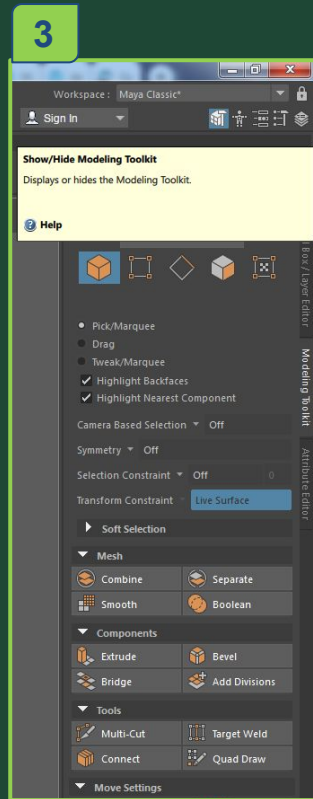 3
Workspace : Maya Classic*
Sign In
Show/Hide Modeling Toolkit
Displays or hides the Modeling Toolkit.
Help
Box / Layer Editor
Modeling Toolkit
Attribute Editor
Pick/Marquee
Drag
Tweak/Marquee
Highlight Backfaces
Highlight Nearest Component
Camera Based Selection Off
Symmetry Off
Selection Constraint Off 0
Transform Constraint Live Surface
Soft Selection
Mesh
Combine Separate
Smooth Boolean
Components
Extrude Bevel
Bridge Add Divisions
Tools
Multi-Cut Target Weld
Connect Quad Draw
Move Settings